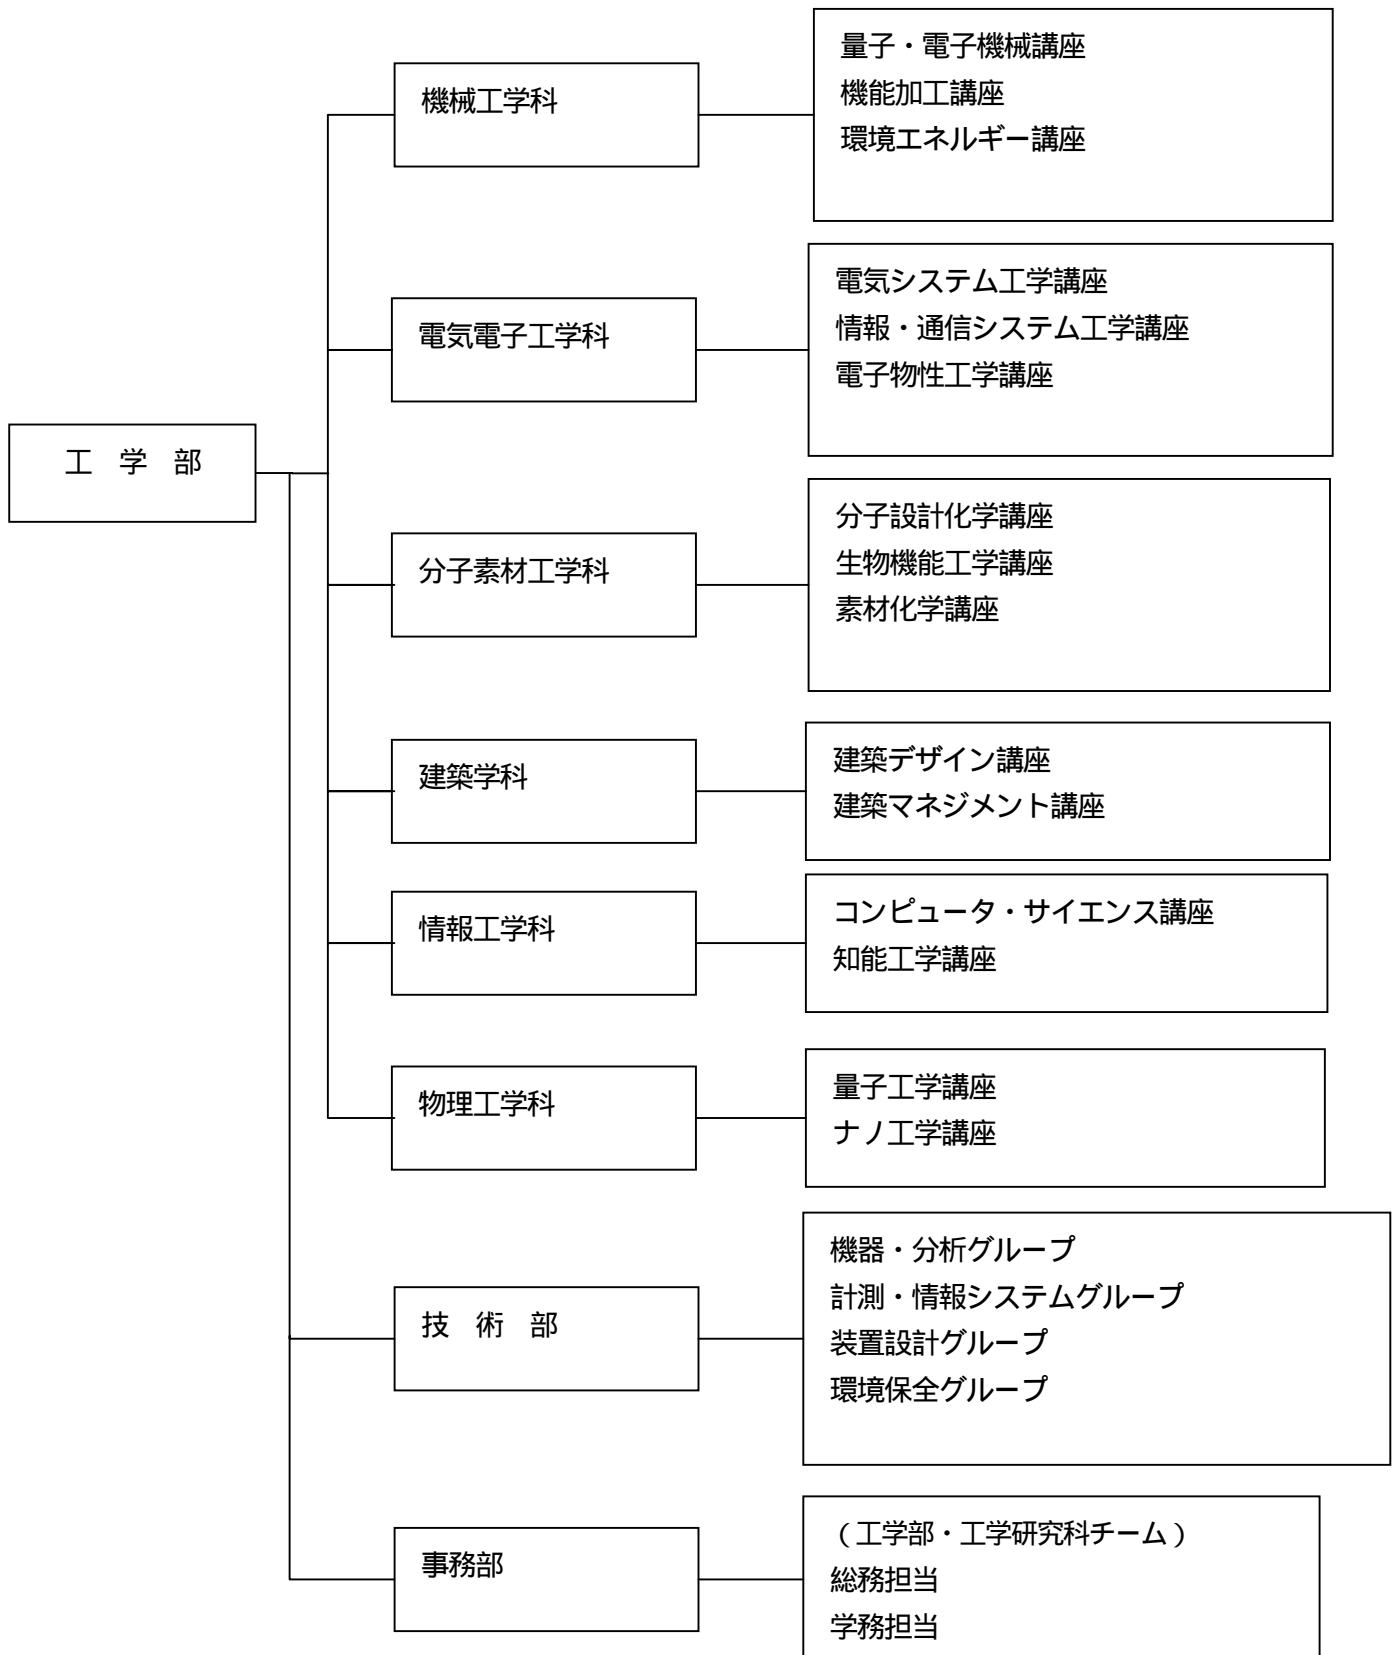 機械工学科
量子・電子機械講座
機能加工講座
環境エネルギー講座
電気電子工学科
電気システム工学講座
情報・通信システム工学講座
電子物性工学講座
工　学　部
分子素材工学科
分子設計化学講座
生物機能工学講座
素材化学講座
建築学科
建築デザイン講座
建築マネジメント講座
情報工学科
コンピュータ・サイエンス講座
知能工学講座
物理工学科
量子工学講座
ナノ工学講座
技　術　部
機器・分析グループ
計測・情報システムグループ
装置設計グループ
環境保全グループ
事務部
（工学部・工学研究科チーム）
総務担当
学務担当